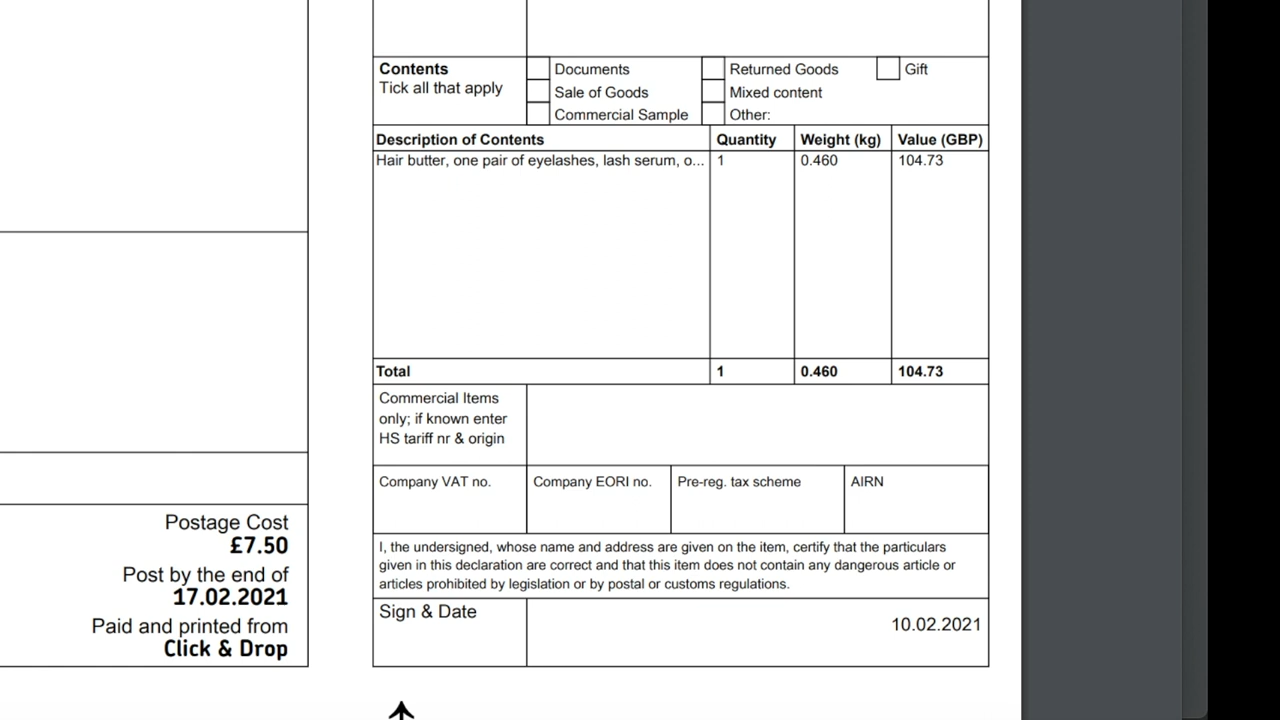 Contents
Tick all that apply
Documents
Returned Goods
Gift
Sale of Goods
Mixed content
Commercial Sample
Other:
Description of Contents Quantity Weight (kg) Value (GBP)
Hair butter, one pair of eyelashes, lash serum, o... 1 0.460 104.73
Total 1 0.460 104.73
Commercial Items
only; if known enter
HS tariff nr & origin
Company VAT no. Company EORI no. Pre-reg. tax scheme AIRN
I, the undersigned, whose name and address are given on the item, certify that the particulars
given in this declaration are correct and that this item does not contain any dangerous article or
articles prohibited by legislation or by postal or customs regulations.
Sign & Date
10.02.2021
Postage Cost
£7.50
Post by the end of
17.02.2021
Paid and printed from
Click & Drop